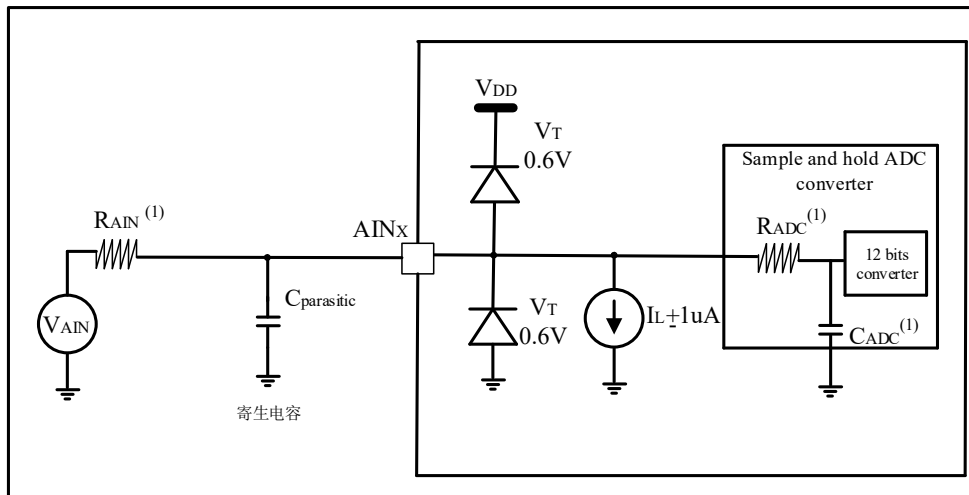 VDD
VT
0.6V
Sample and hold ADC
converter
RAIN (1)
AINX
RADC(1)
12 bits
converter
Cparasitic
VT
0.6V
IL±1uA
CADC(1)
VAIN
寄生电容